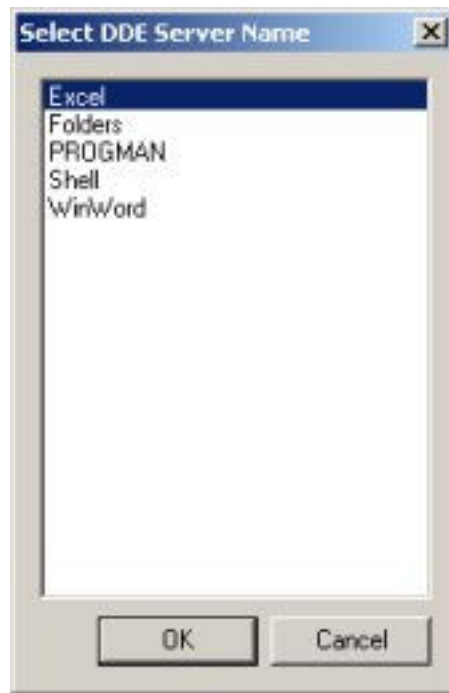 Select DDE Server Name
Excel
Folders
PROGMAN
Shell
WinWord
OK Cancel